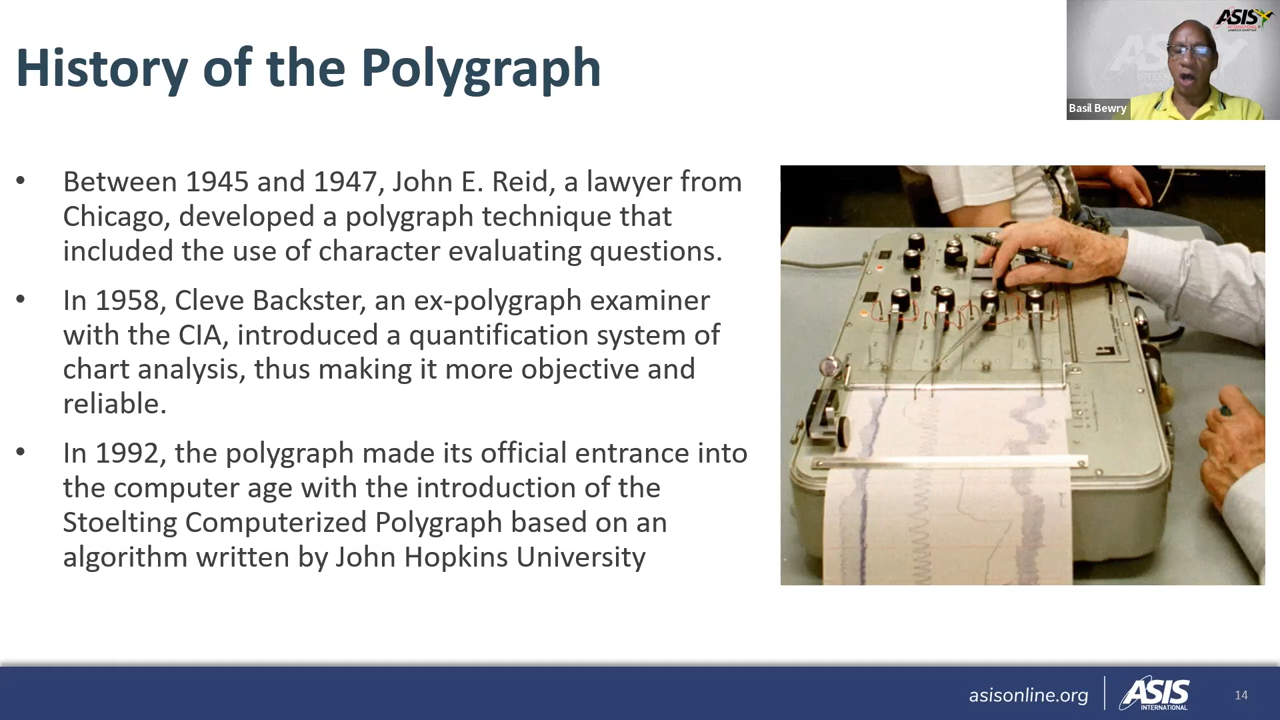 History of the Polygraph
ASIS
INTERNATIONAL
Basil Bewry
• Between 1945 and 1947, John E. Reid, a lawyer from
Chicago, developed a polygraph technique that
included the use of character evaluating questions.
• In 1958, Cleve Backster, an ex-polygraph examiner
with the CIA, introduced a quantification system of
chart analysis, thus making it more objective and
reliable.
• In 1992, the polygraph made its official entrance into
the computer age with the introduction of the
Stoelting Computerized Polygraph based on an
algorithm written by John Hopkins University
asisonline.org
ASIS
INTERNATIONAL
14